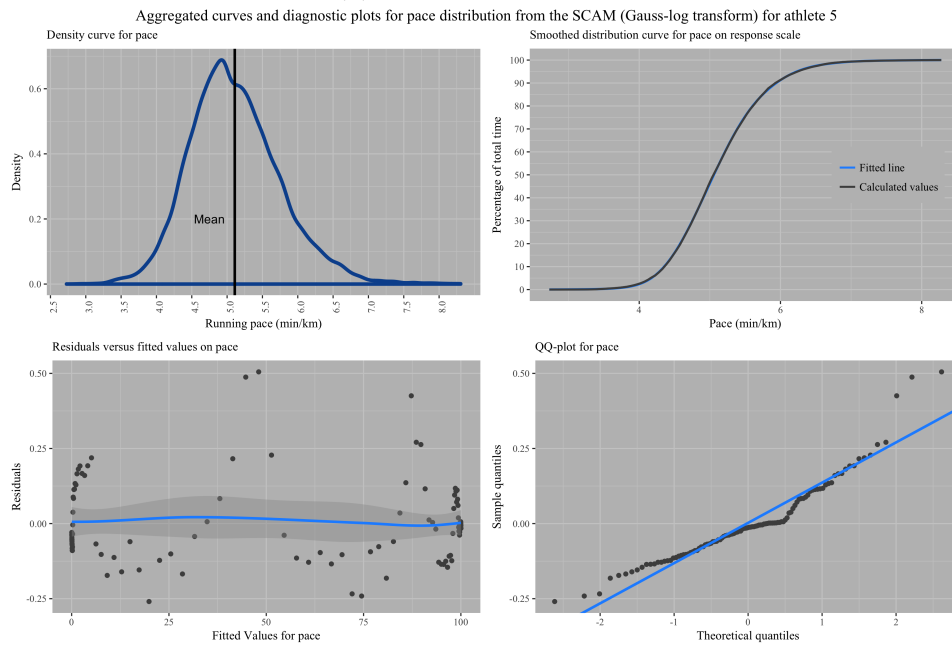 Aggregated curves and diagnostic plots for pace distribution from the SCAM (Gauss-log transform) for athlete 5
Density curve for pace
Density
0.6
0.4
0.2
0.0
Mean
2.5 3.0 3.5 4.0 4.5 5.0 5.5 6.0 6.5 7.0 7.5 8.0
Running pace (min/km)
Smoothed distribution curve for pace on response scale
Percentage of total time
100
90
80
70
60
50
40
30
20
10
0
Fitted line
Calculated values
4 6 8
Pace (min/km)
Residuals versus fitted values on pace
Residuals
0.50
0.25
0.00
-0.25
0 25 50 75 100
Fitted Values for pace
QQ-plot for pace
Sample quantiles
0.50
0.25
0.00
-0.25
-2 -1 0 1 2
Theoretical quantiles